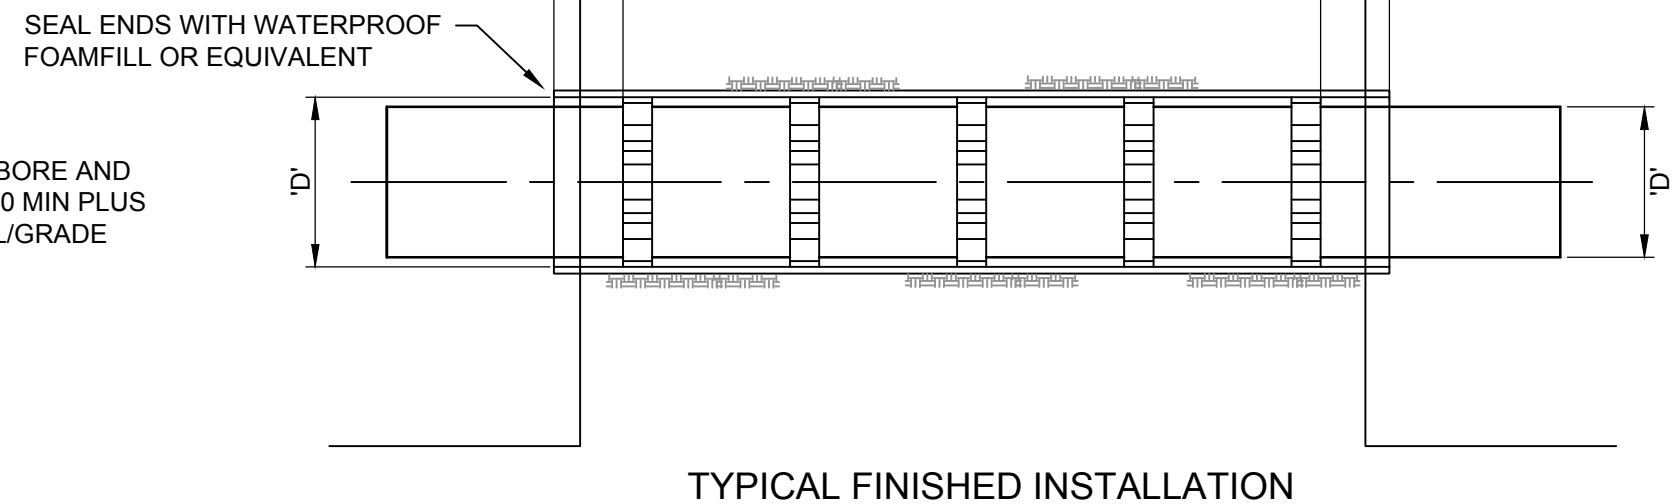 SEAL ENDS WITH WATERPROOF
FOAMFILL OR EQUIVALENT
BORE AND
0 MIN PLUS
L/GRADE
'D'
'D'
TYPICAL FINISHED INSTALLATION